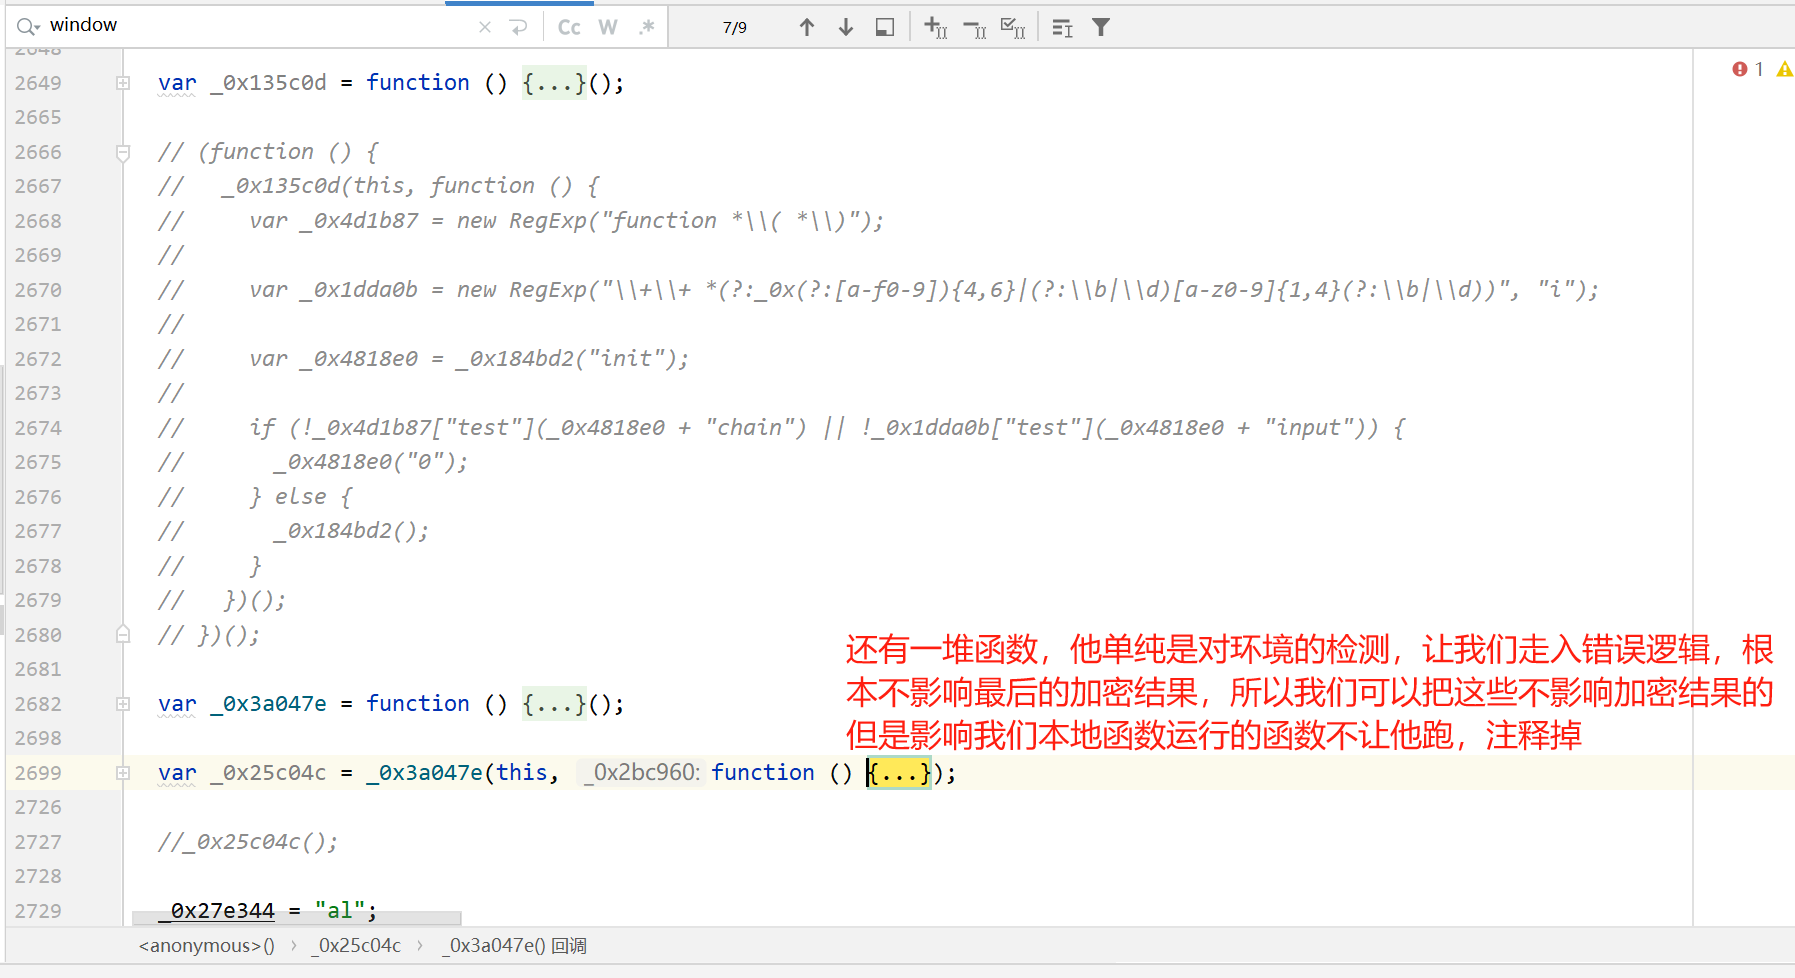 window
Cc W .*
7/9
2648
2649 var _0x135c0d = function () {...}();
1
2665
2666 // (function () {
2667 //   _0x135c0d(this, function () {
2668 //     var _0x4d1b87 = new RegExp("function *\\( *\\)");
2669 //
2670 //     var _0x1dda0b = new RegExp("\\+\\+ *(?:_0x(?:[a-f0-9]){4,6}|(?:\\b|\\d)[a-z0-9]{1,4}(?:\\b|\\d))", "i");
2671 //
2672 //     var _0x4818e0 = _0x184bd2("init");
2673 //
2674 //     if (!_0x4d1b87["test"](_0x4818e0 + "chain") || !_0x1dda0b["test"](_0x4818e0 + "input")) {
2675 //       _0x4818e0("0");
2676 //     } else {
2677 //       _0x184bd2();
2678 //     }
2679 //   })();
2680 // })();
2681
还有一堆函数，他单纯是对环境的检测，让我们走入错误逻辑，根
本不影响最后的加密结果，所以我们可以把这些不影响加密结果的
但是影响我们本地函数运行的函数不让他跑，注释掉
2682 var _0x3a047e = function () {...}();
2698
2699 var _0x25c04c = _0x3a047e(this, _0x2bc960: function () {...});
2726
2727 //_0x25c04c();
2728
2729 _0x27e344 = "al";
<anonymous>() › _0x25c04c › _0x3a047e() 回调